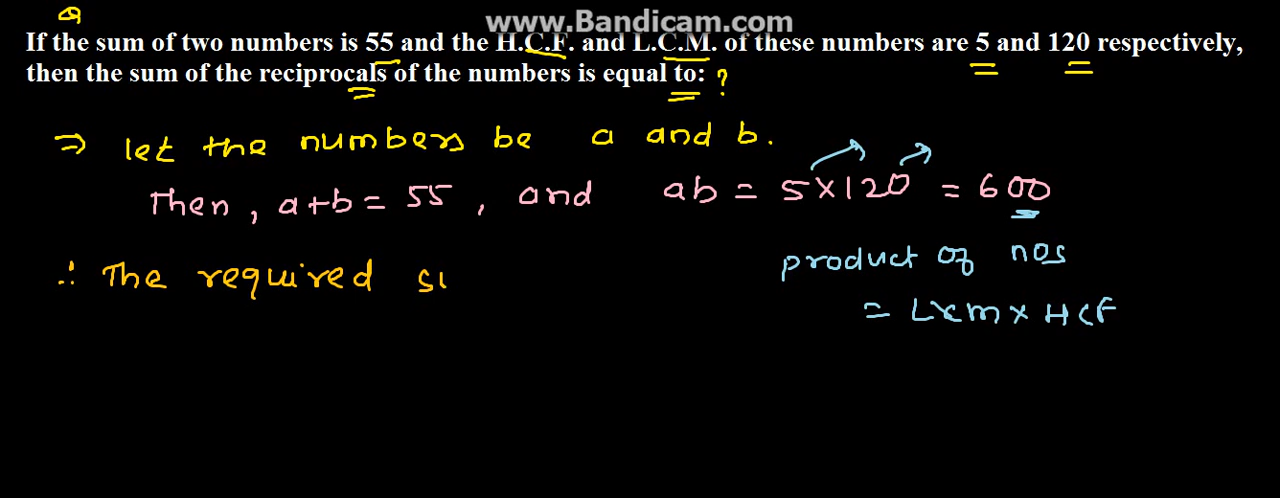 www.Bandicam.com
Q
If the sum of two numbers is 55 and the H.C.F. and L.C.M. of these numbers are 5 and 120 respectively,
then the sum of the reciprocals of the numbers is equal to: ?
⇒ let the numbers be a and b.
Then, a+b = 55, and ab = 5×120 = 600
product of nos
∴ The required su
= LCM × HCF